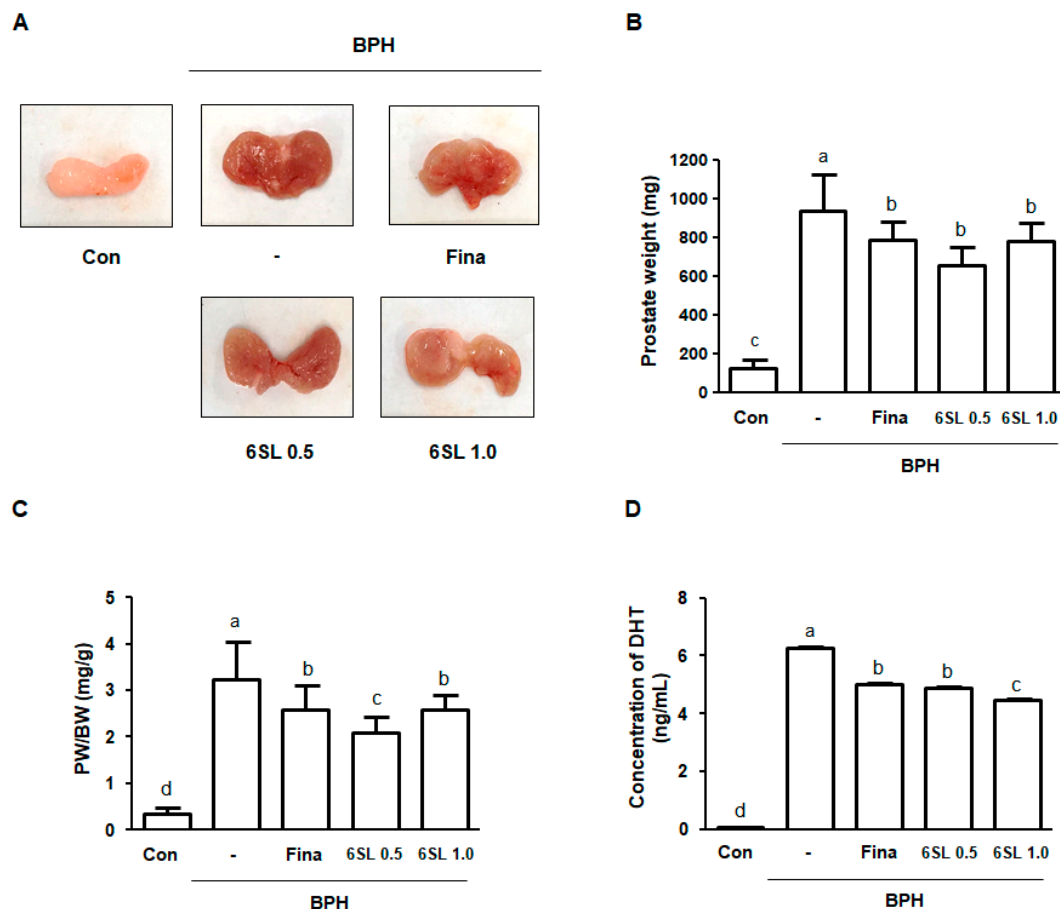 A
BPH
Con
-
Fina
6SL 0.5
6SL 1.0
B
Prostate weight (mg)
1200
1000
800
600
400
200
0
c
a
b
b
b
Con
-
Fina
6SL 0.5
6SL 1.0
BPH
C
PW/BW (mg/g)
5
4
3
2
1
0
d
a
b
c
b
Con
-
Fina
6SL 0.5
6SL 1.0
BPH
D
Concentration of DHT
(ng/mL)
8
6
4
2
0
d
a
b
b
c
Con
-
Fina
6SL 0.5
6SL 1.0
BPH